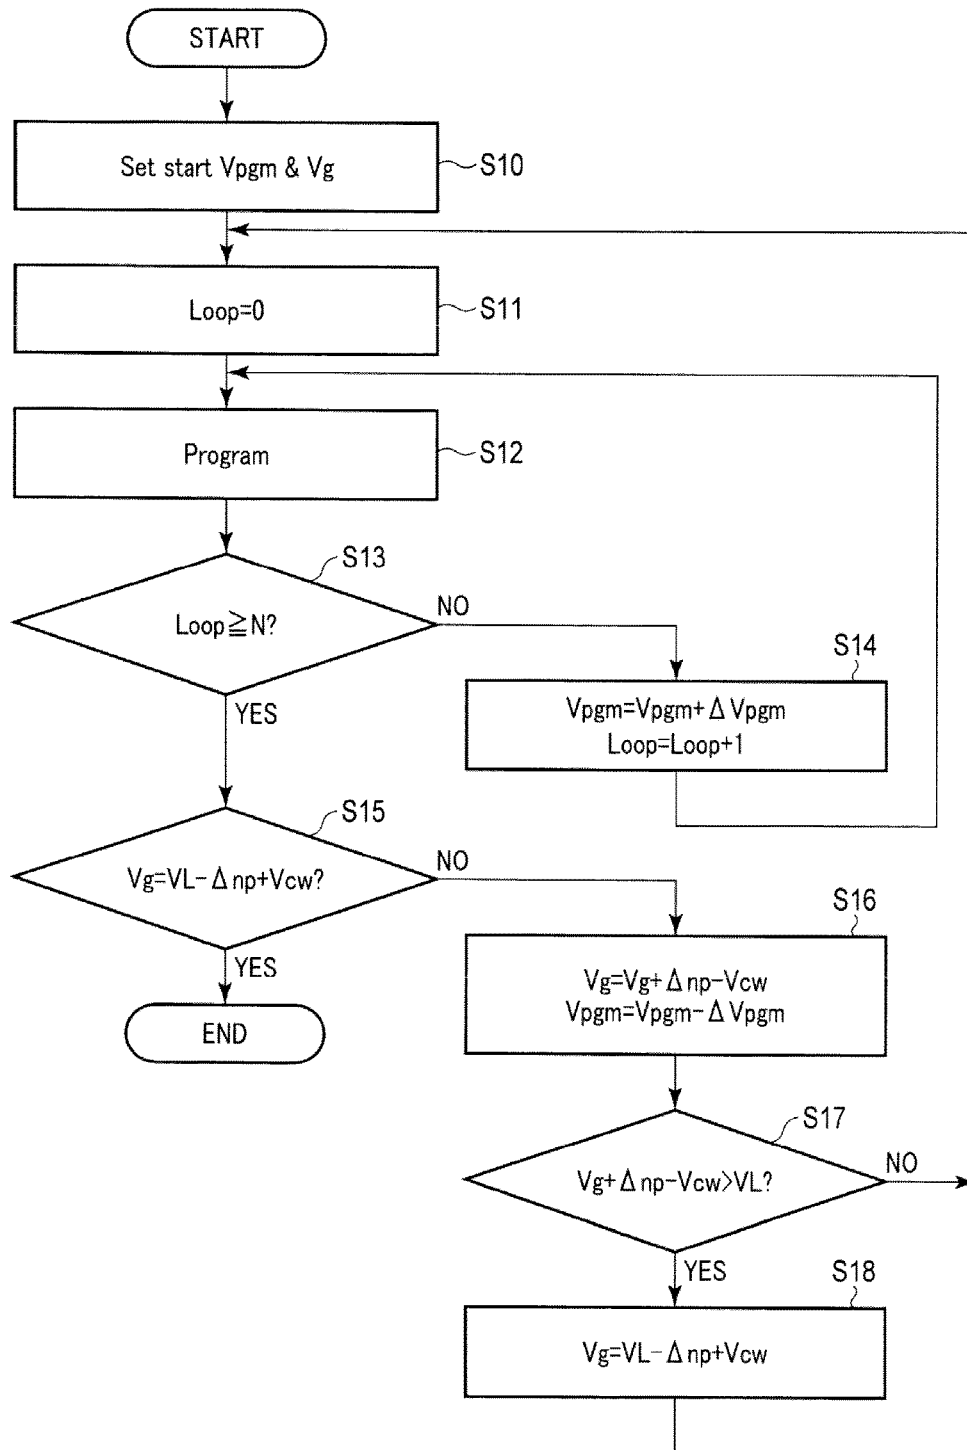 START
Set start Vpgm & Vg
S10
Loop=0
S11
Program
S12
S13
Loop≧N?
NO
YES
S14
Vpgm=Vpgm+ΔVpgm
Loop=Loop+1
S15
Vg=VL-Δnp+Vcw?
NO
YES
END
S16
Vg=Vg+Δnp-Vcw
Vpgm=Vpgm-ΔVpgm
S17
Vg+Δnp-Vcw>VL?
NO
YES
S18
Vg=VL-Δnp+Vcw